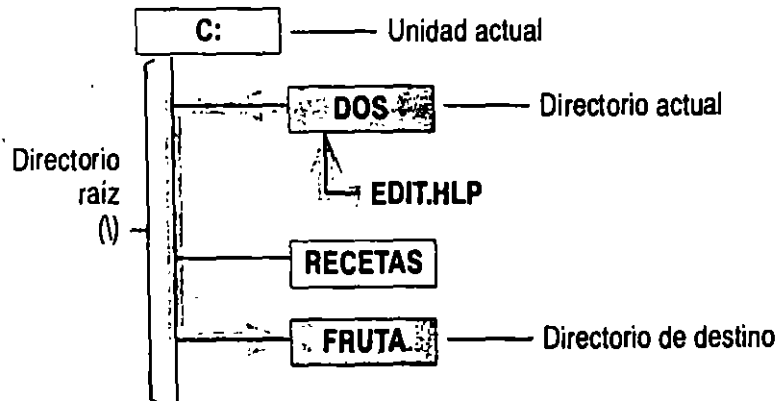 C:
Unidad actual
DOS
Directorio actual
Directorio
raíz
(\)
EDIT.HLP
RECETAS
FRUTA
Directorio de destino